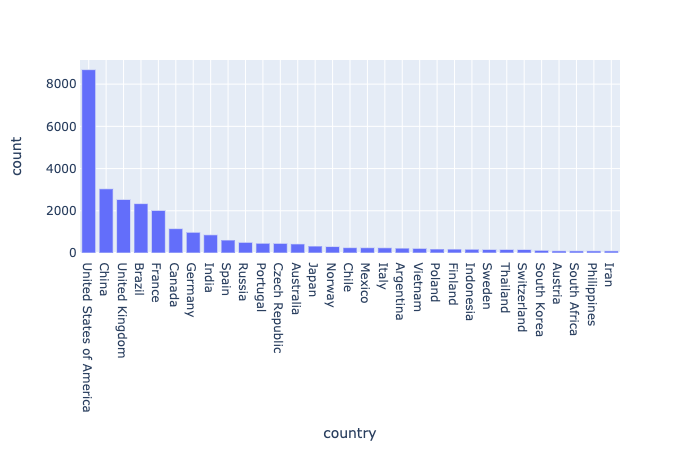 8000
6000
4000
2000
0
count
United States of America
China
United Kingdom
Brazil
France
Canada
Germany
India
Spain
Russia
Portugal
Czech Republic
Australia
Japan
Norway
Chile
Mexico
Italy
Argentina
Vietnam
Poland
Finland
Indonesia
Sweden
Thailand
Switzerland
South Korea
Austria
South Africa
Philippines
Iran
country